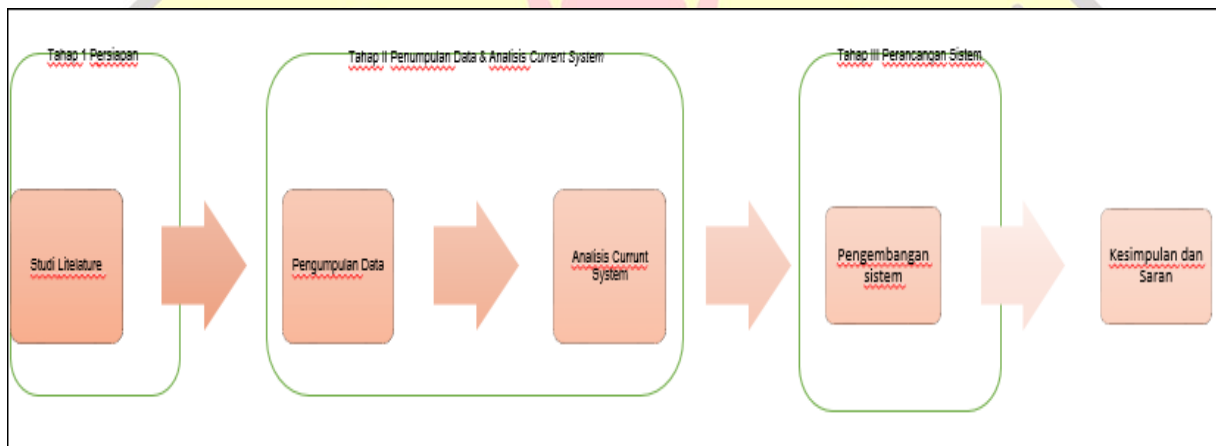 Tahap 1 Persiapan
Tahap II Penumpulan Data & Analisis Current System
Tahap III Perancangan Sistem
Studi Litelature
Pengumpulan Data
Analisis Currunt
System
Pengembangan
sistem
Kesimpulan dan
Saran